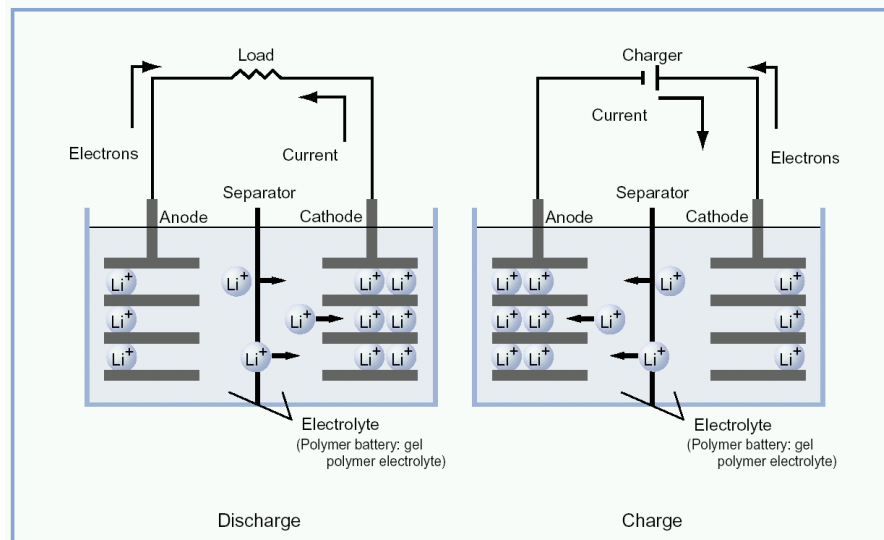 Load
Electrons
Current
Separator
Anode
Cathode
Li+
Li+
Li+
Li+
Li+
Li+
Li+
Li+
Li+
Li+
Li+
Li+
Electrolyte
(Polymer battery: gel
polymer electrolyte)
Discharge
Charger
Current
Electrons
Separator
Anode
Cathode
Li+
Li+
Li+
Li+
Li+
Li+
Li+
Li+
Li+
Li+
Li+
Li+
Electrolyte
(Polymer battery: gel
polymer electrolyte)
Charge